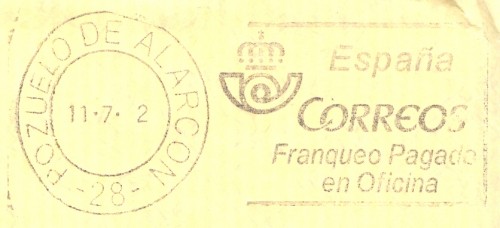 POZUELO DE ALARCON
-28-
11-7- 2
España
CORREOS
Franqueo Pagado
en Oficina